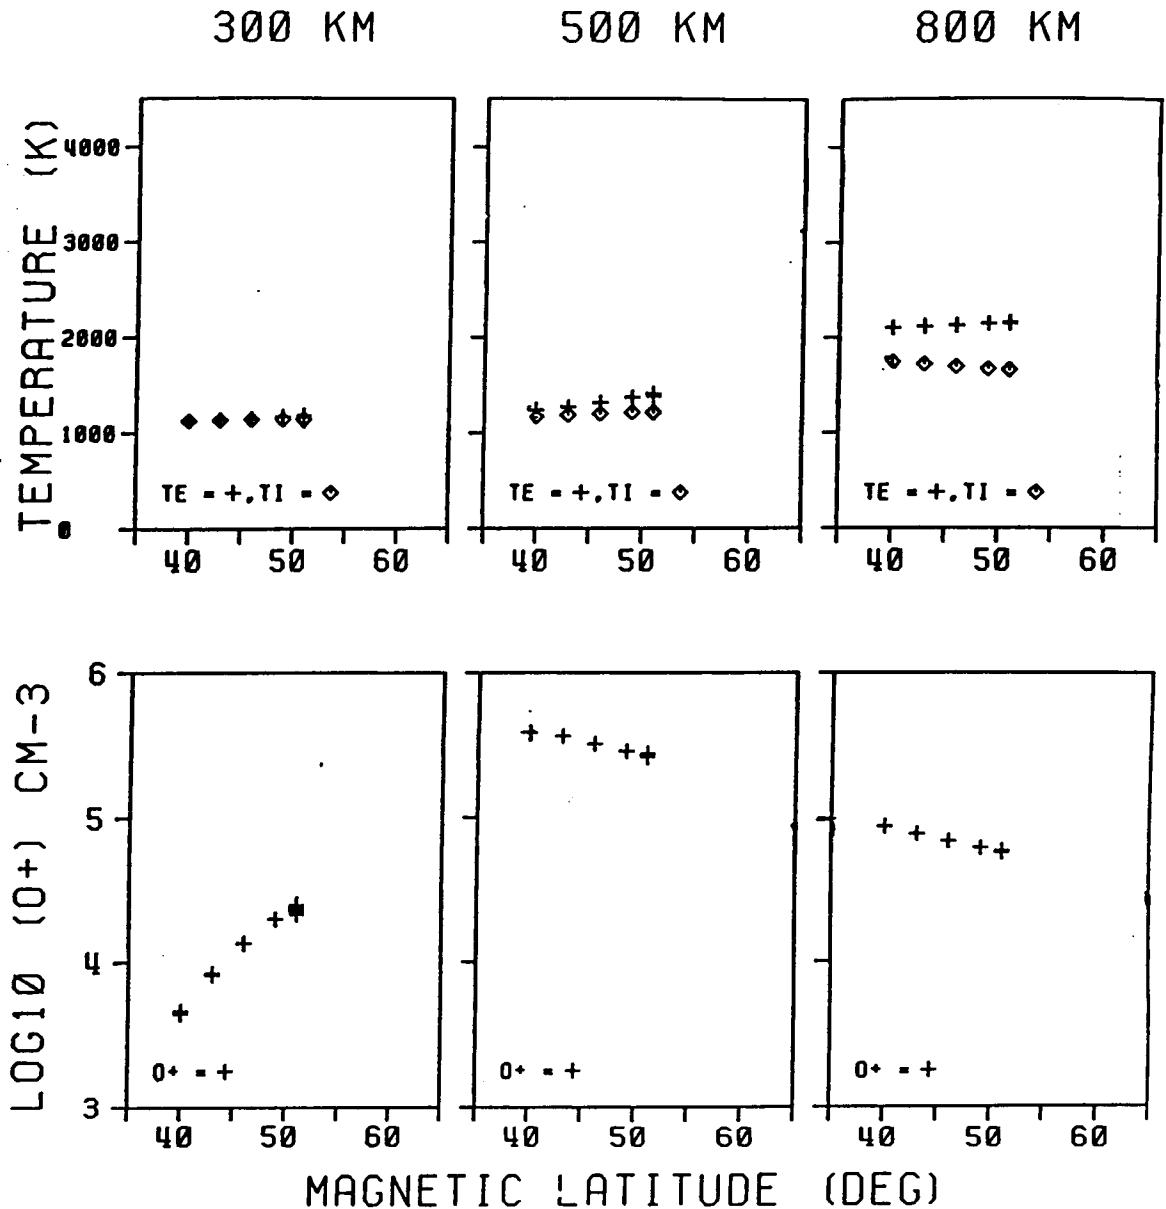 300 KM 500 KM 800 KM
TEMPERATURE (K)
4000
3000
2000
1000
0
TE = +, TI = ◇ TE = +, TI = ◇ TE = +, TI = ◇
40 50 60 40 50 60 40 50 60
LOG10 (O+) CM-3
6
5
4
3
O+ = + O+ = + O+ = +
40 50 60 40 50 60 40 50 60
MAGNETIC LATITUDE (DEG)